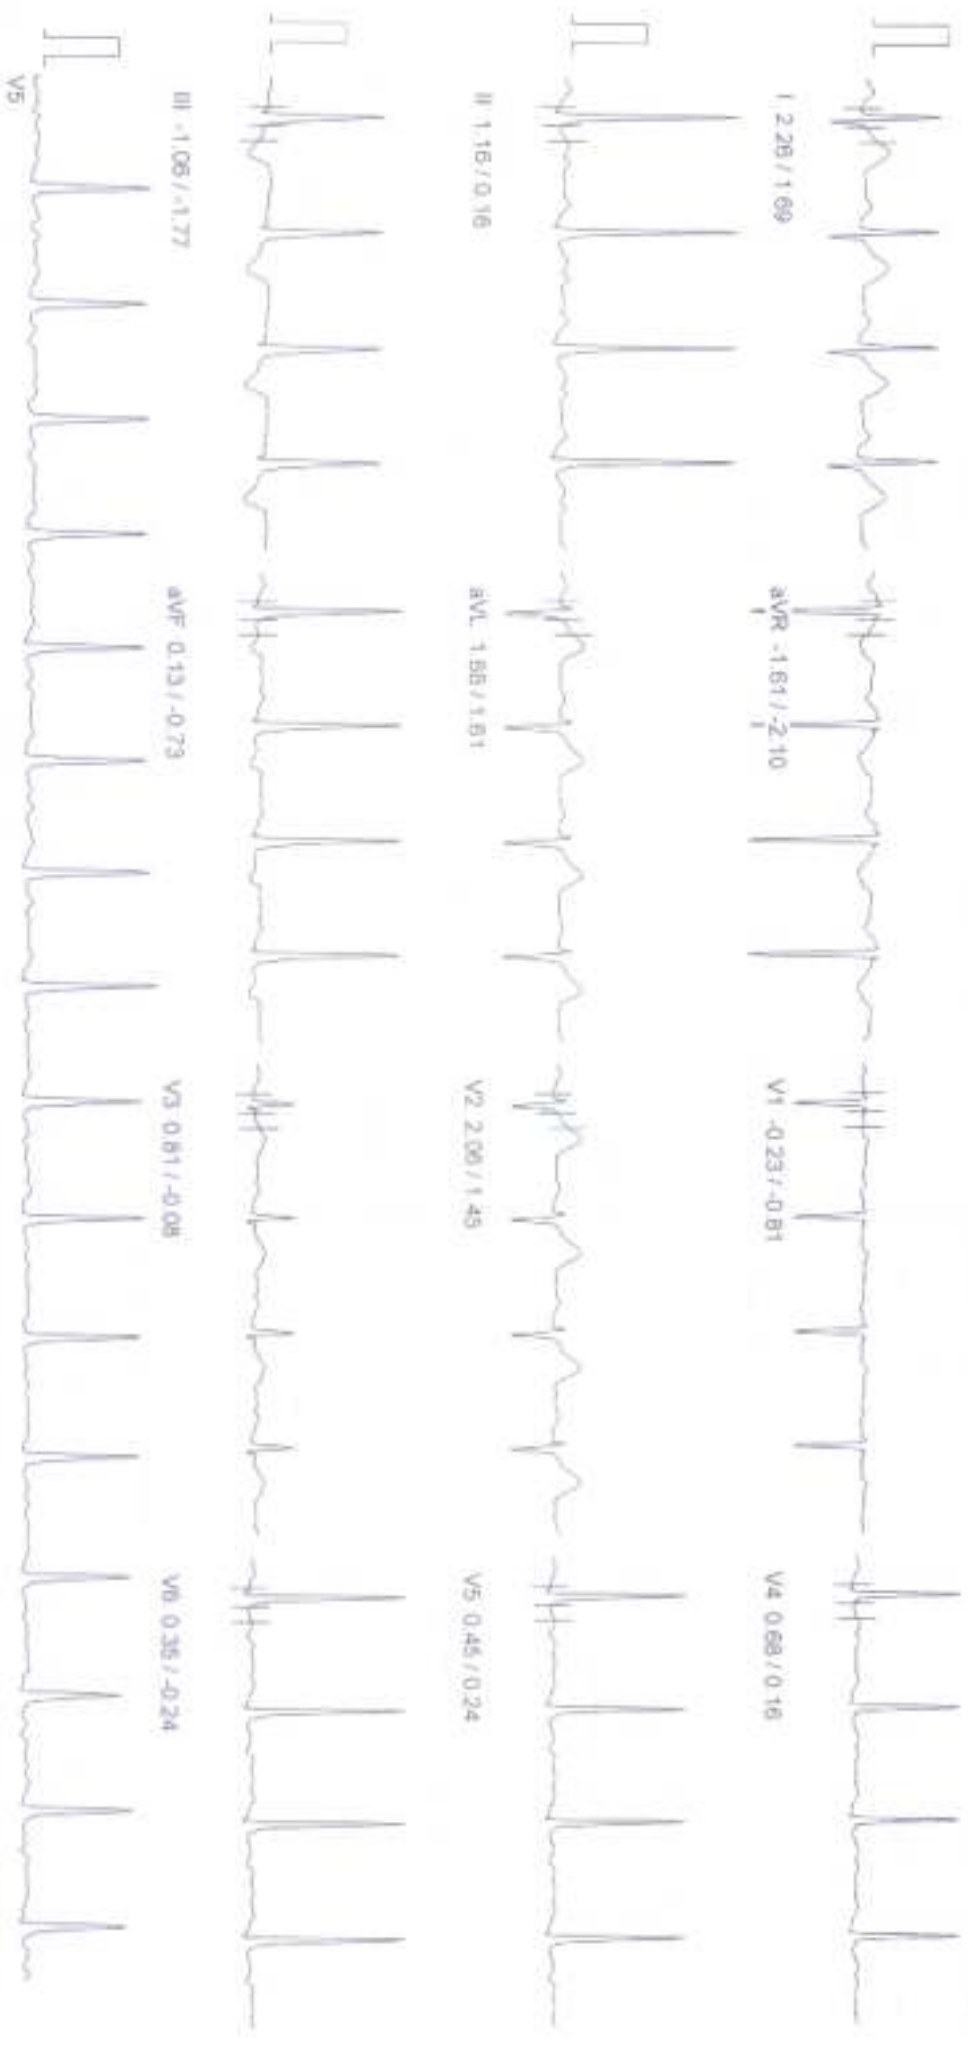 I 2.26 / 1.69
aVR -1.61 / -2.10
V1 -0.23 / -0.81
V4 0.68 / 0.16
II 1.16 / 0.16
aVL 1.66 / 1.61
V2 2.06 / 1.45
V5 0.45 / 0.24
III -1.06 / -1.77
aVF 0.13 / -0.73
V3 0.81 / -0.08
V6 0.35 / -0.24
V5